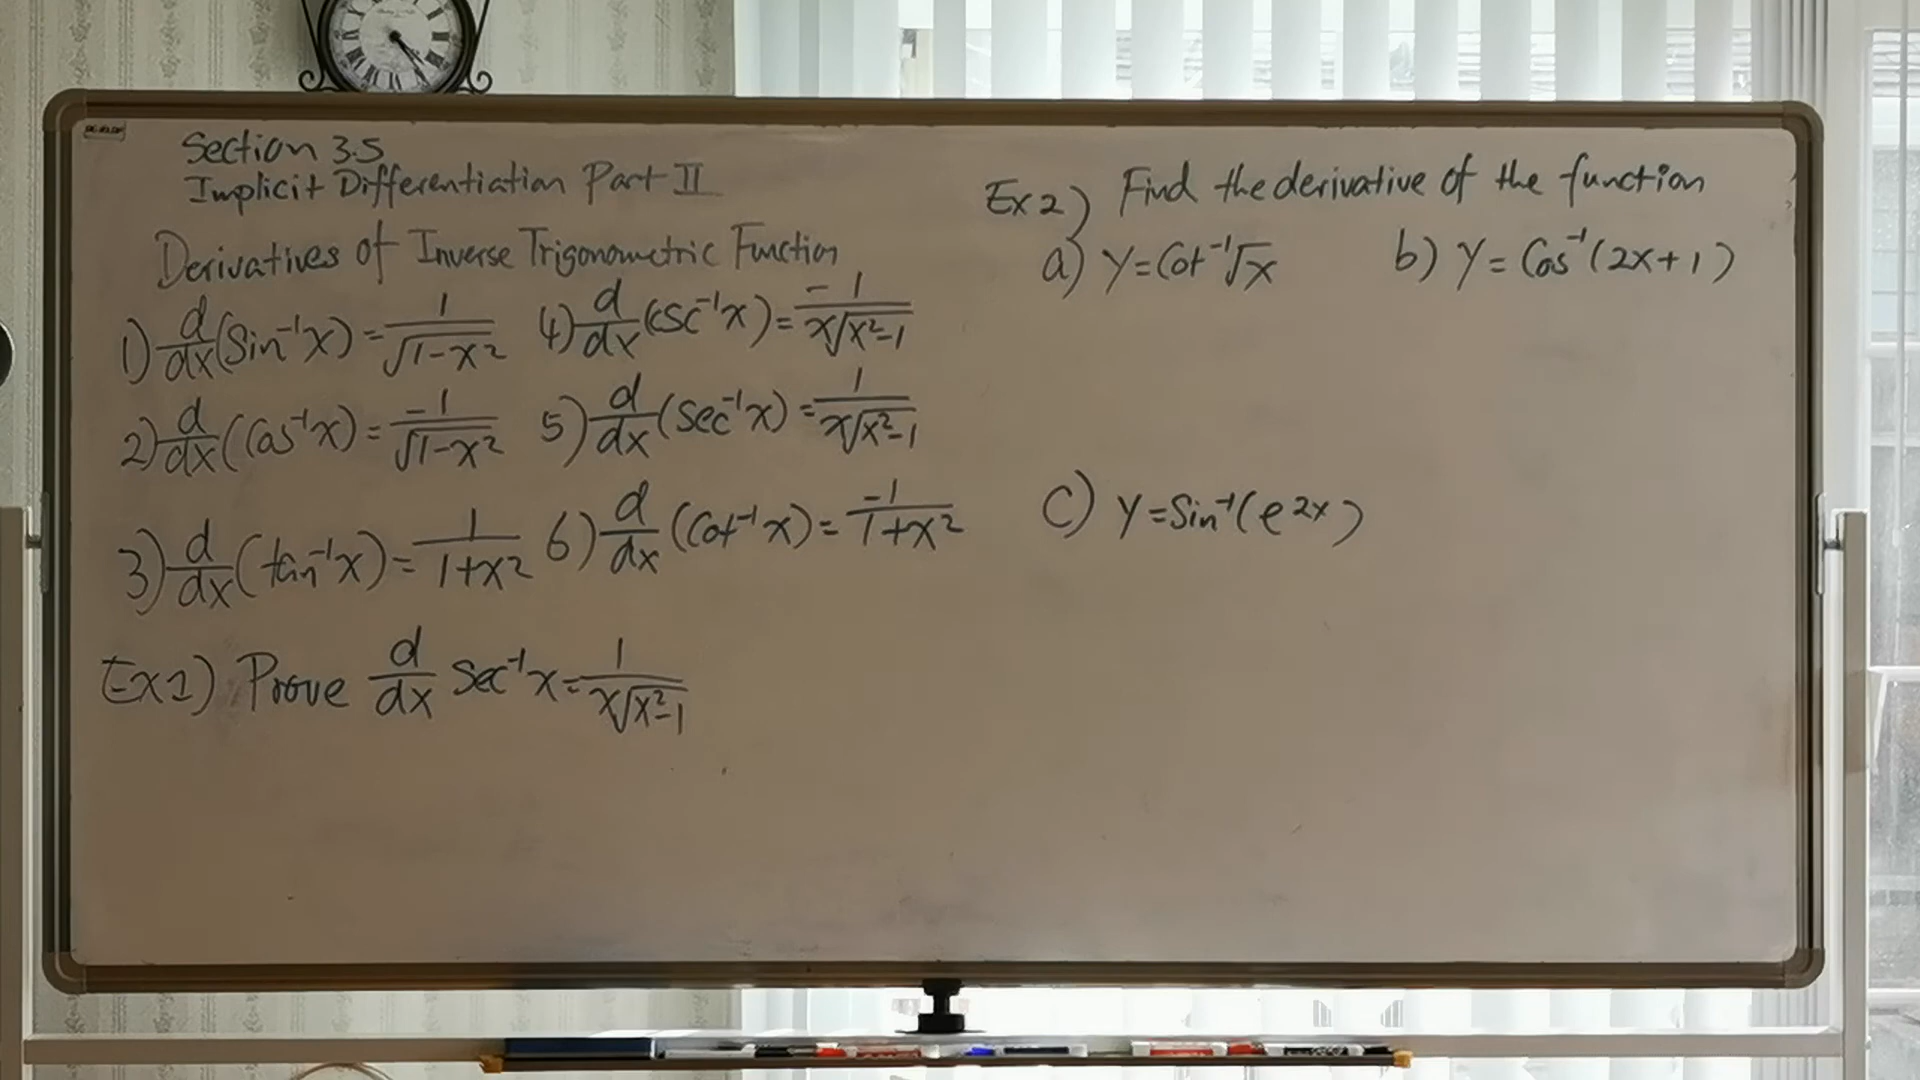 Section 3.5
Implicit Differentiation Part II
Derivatives of Inverse Trigonometric Function
1) d/dx (Sin⁻¹x) = 1/√(1-x²)
2) d/dx (Cos⁻¹x) = -1/√(1-x²)
3) d/dx (tan⁻¹x) = 1/(1+x²)
4) d/dx (csc⁻¹x) = -1/(x√(x²-1))
5) d/dx (sec⁻¹x) = 1/(x√(x²-1))
6) d/dx (Cot⁻¹x) = -1/(1+x²)
Ex1) Prove d/dx sec⁻¹x = 1/(x√(x²-1))
Ex2) Find the derivative of the function
a) y = Cot⁻¹√x
b) y = Cos⁻¹(2x+1)
c) y = Sin⁻¹(e²ˣ)